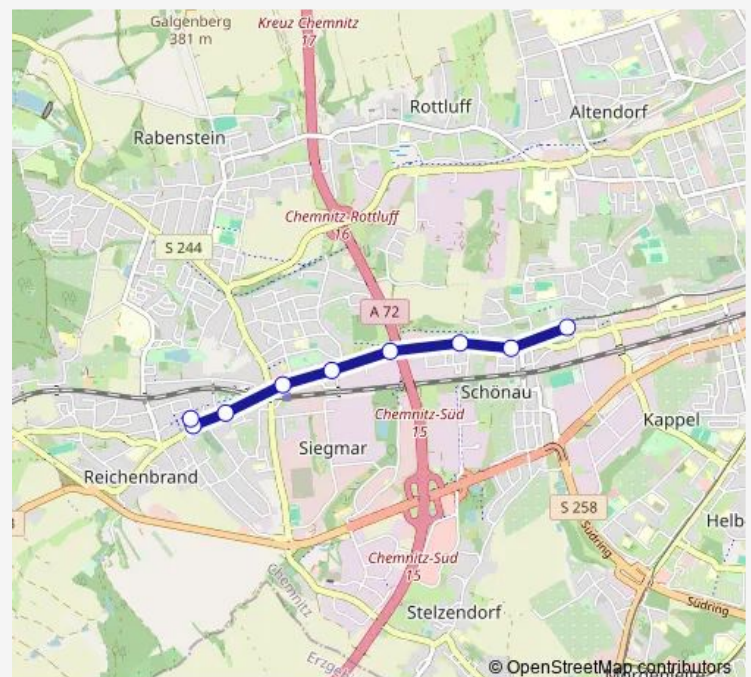 Galgenberg
381 m
Kreuz Chemnitz
17
Rottluff
Altendorf
Rabenstein
Chemnitz-Rottluff
16
S 244
A 72
Schönau
Chemnitz-Süd
15
Kappel
Siegmar
Reichenbrand
S 258
Helb
Südring
Chemnitz-Süd
15
Chemnitz
Südring
Stelzendorf
Erzgeb
© OpenStreetMap contributors